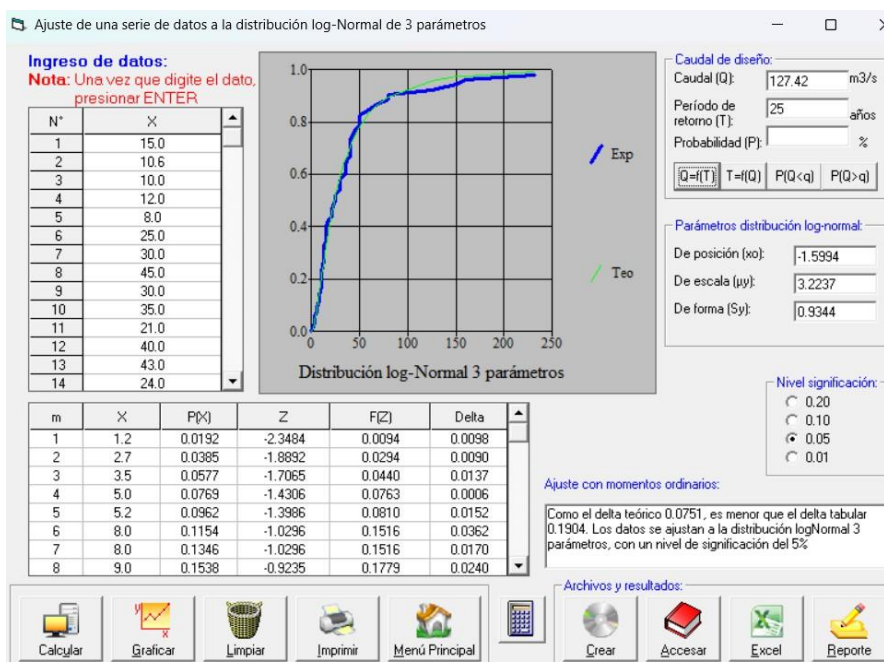 Ajuste de una serie de datos a la distribución log-Normal de 3 parámetros
Ingreso de datos:
Nota: Una vez que digite el dato,
presionar ENTER
N° X
1 15.0
2 10.6
3 10.0
4 12.0
5 8.0
6 25.0
7 30.0
8 45.0
9 30.0
10 35.0
11 21.0
12 40.0
13 43.0
14 24.0
1.0
0.8
0.6
0.4
0.2
0.0
0 50 100 150 200 250
Exp
Teo
Distribución log-Normal 3 parámetros
Caudal de diseño:
Caudal (Q): 127.42 m3/s
Período de
retorno (T): 25 años
Probabilidad (P): %
Q=f(T) T=f(Q) P(Q<q) P(Q>q)
Parámetros distribución log-normal:
De posición (xo): -1.5994
De escala (µy): 3.2237
De forma (Sy): 0.9344
Nivel significación:
0.20
0.10
0.05
0.01
m X P(X) Z F(Z) Delta
1 1.2 0.0192 -2.3484 0.0094 0.0098
2 2.7 0.0385 -1.8892 0.0294 0.0090
3 3.5 0.0577 -1.7065 0.0440 0.0137
4 5.0 0.0769 -1.4306 0.0763 0.0006
5 5.2 0.0962 -1.3986 0.0810 0.0152
6 8.0 0.1154 -1.0296 0.1516 0.0362
7 8.0 0.1346 -1.0296 0.1516 0.0170
8 9.0 0.1538 -0.9235 0.1779 0.0240
Ajuste con momentos ordinarios:
Como el delta teórico 0.0751, es menor que el delta tabular
0.1904. Los datos se ajustan a la distribución logNormal 3
parámetros, con un nivel de significación del 5%
Archivos y resultados:
Calcular Graficar Limpiar Imprimir Menú Principal Crear Accesar Excel Reporte